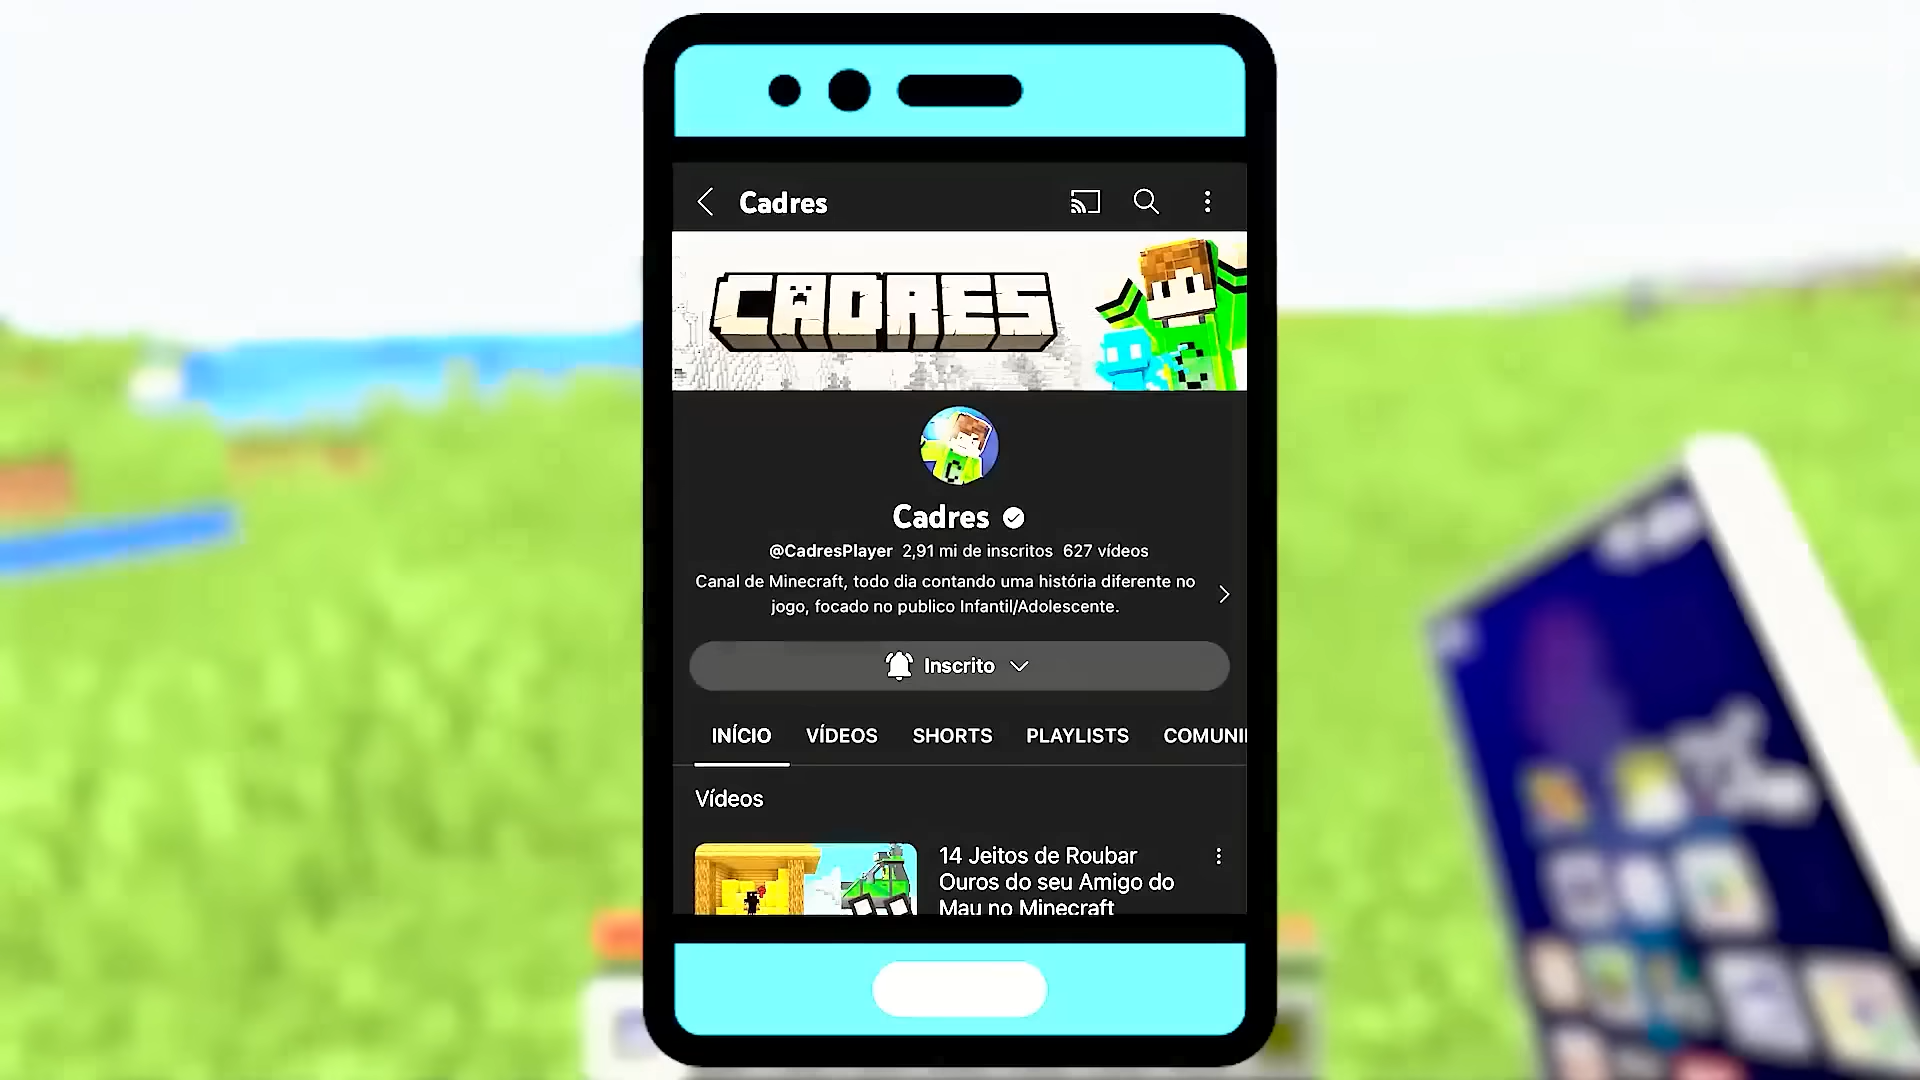 Cadres
CADRES
Cadres
@CadresPlayer 2,91 mi de inscritos 627 vídeos
Canal de Minecraft, todo dia contando uma história diferente no
jogo, focado no publico Infantil/Adolescente.
Inscrito
INÍCIO VÍDEOS SHORTS PLAYLISTS COMUNI
Vídeos
14 Jeitos de Roubar
Ouros do seu Amigo do
Mau no Minecraft